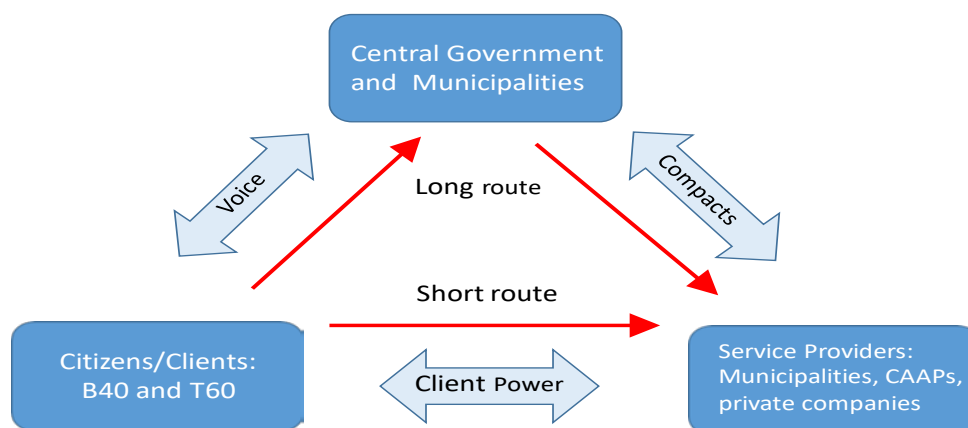 Central Government
and Municipalities
Voice
Compacts
Long route
Short route
Citizens/Clients:
B40 and T60
Client Power
Service Providers:
Municipalities, CAAPs,
private companies